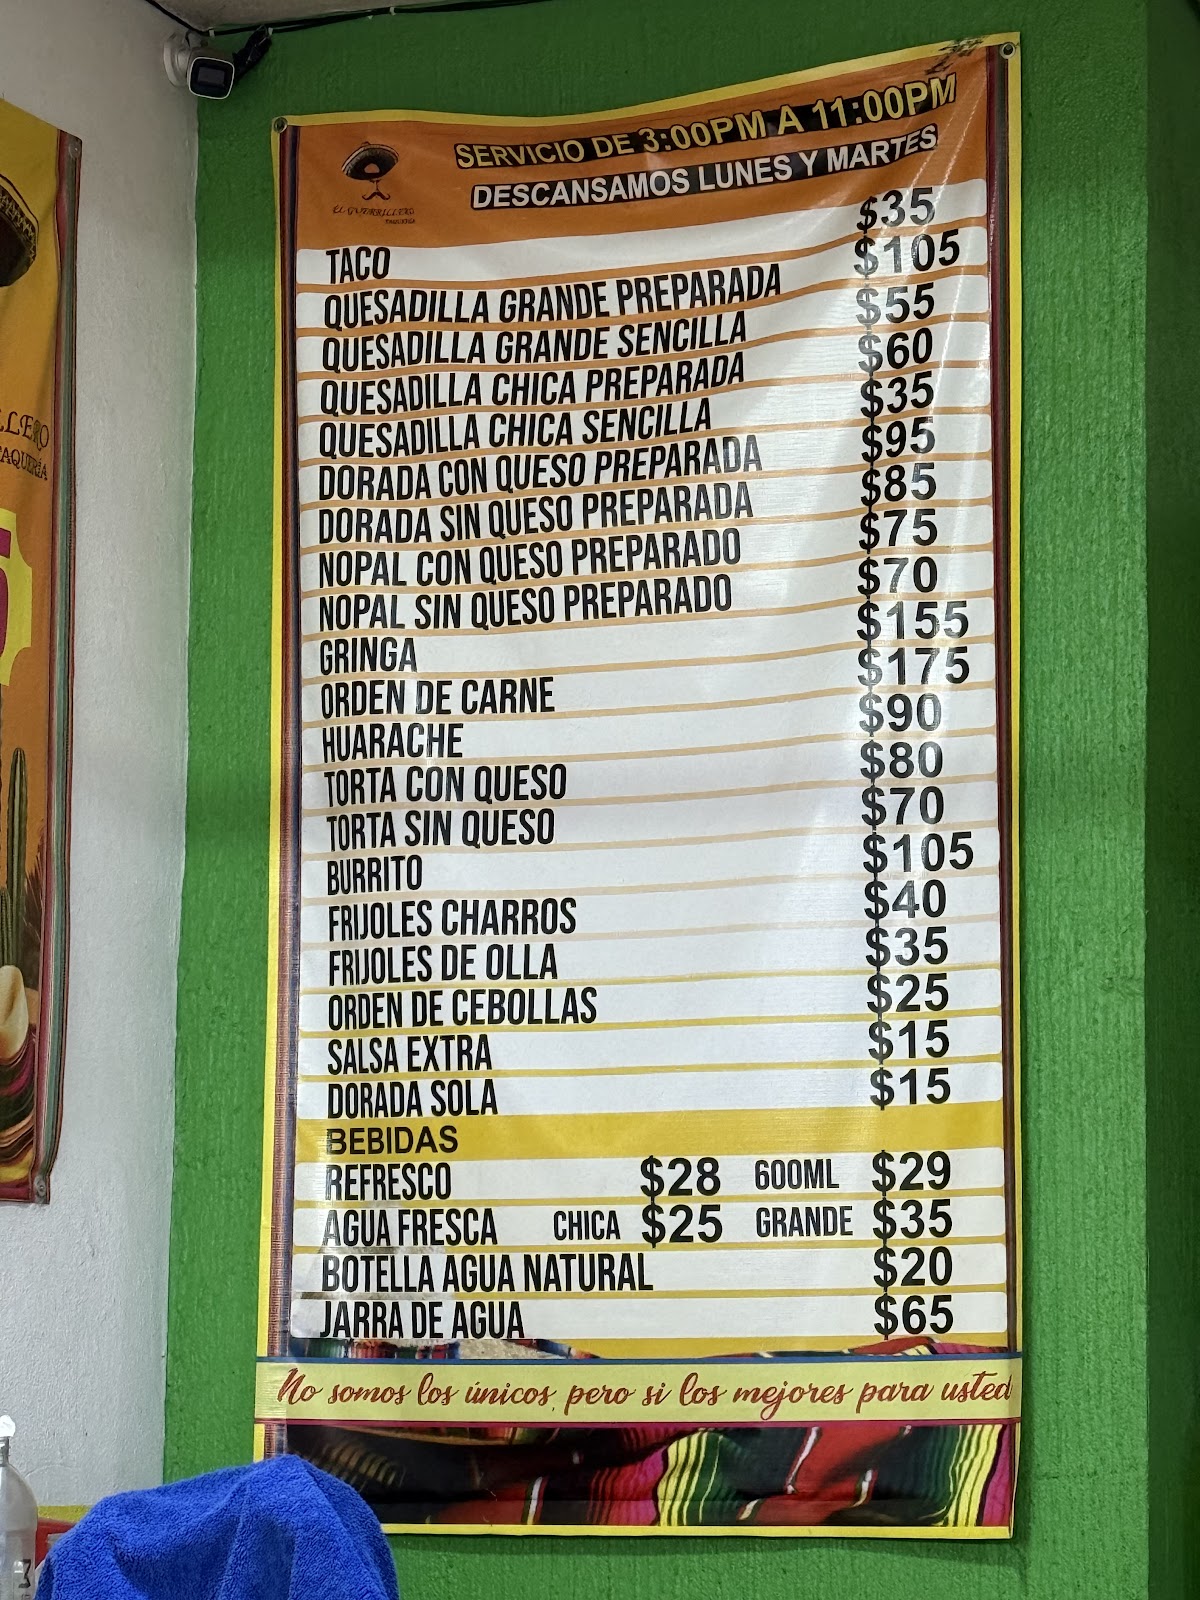 SERVICIO DE 3:00PM A 11:00PM
DESCANSAMOS LUNES Y MARTES
EL GUERRILLERO
TAQUERÍA
TACO $35
QUESADILLA GRANDE PREPARADA $105
QUESADILLA GRANDE SENCILLA $55
QUESADILLA CHICA PREPARADA $60
QUESADILLA CHICA SENCILLA $35
DORADA CON QUESO PREPARADA $95
DORADA SIN QUESO PREPARADA $85
NOPAL CON QUESO PREPARADO $75
NOPAL SIN QUESO PREPARADO $70
GRINGA $155
ORDEN DE CARNE $175
HUARACHE $90
TORTA CON QUESO $80
TORTA SIN QUESO $70
BURRITO $105
FRIJOLES CHARROS $40
FRIJOLES DE OLLA $35
ORDEN DE CEBOLLAS $25
SALSA EXTRA $15
DORADA SOLA $15
BEBIDAS
REFRESCO $28 600ML $29
AGUA FRESCA CHICA $25 GRANDE $35
BOTELLA AGUA NATURAL $20
JARRA DE AGUA $65
No somos los únicos, pero si los mejores para usted